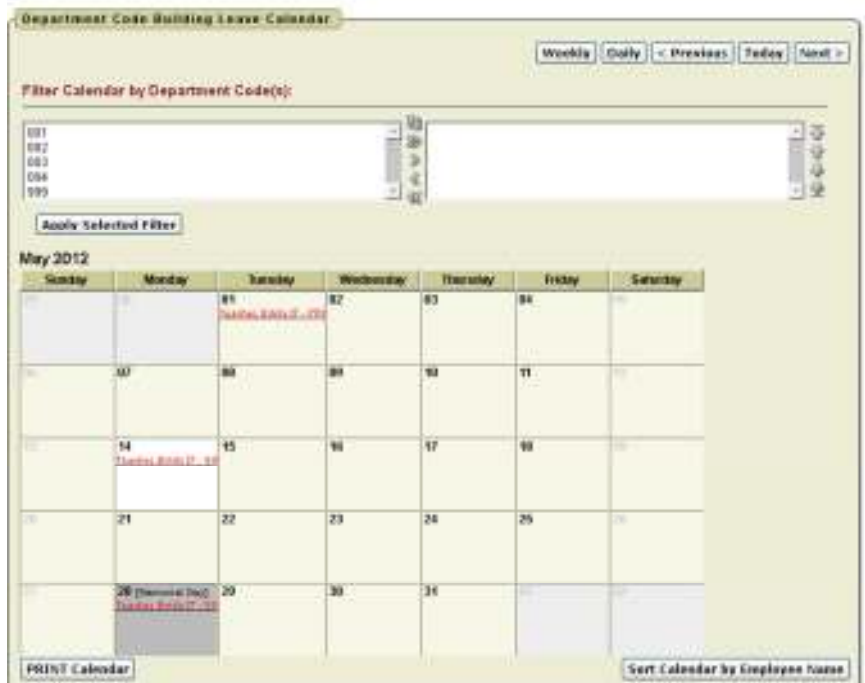 Department Code Building Leave Calendar
Weekly Daily < Previous Today Next >
Filter Calendar by Department Code(s):
001
002
003
004
999
Apply Selected Filter
May 2012
Sunday Monday Tuesday Wednesday Thursday Friday Saturday
01 02 03 04
07 08 09 10 11
14 15 16 17 18
21 22 23 24 25
28 [Memorial Day] 29 30 31
PRINT Calendar Sort Calendar by Employee Name